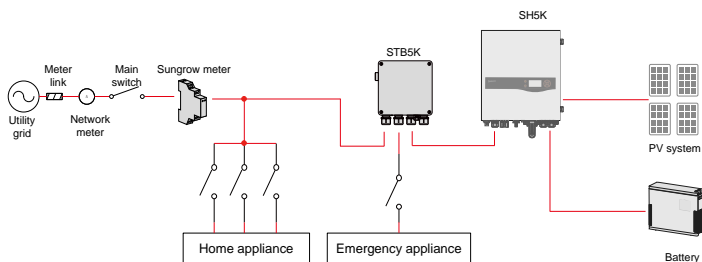 SH5K
STB5K
Meter
link
Main
switch
Sungrow meter
Utility
grid
Network
meter
PV system
Home appliance
Emergency appliance
Battery